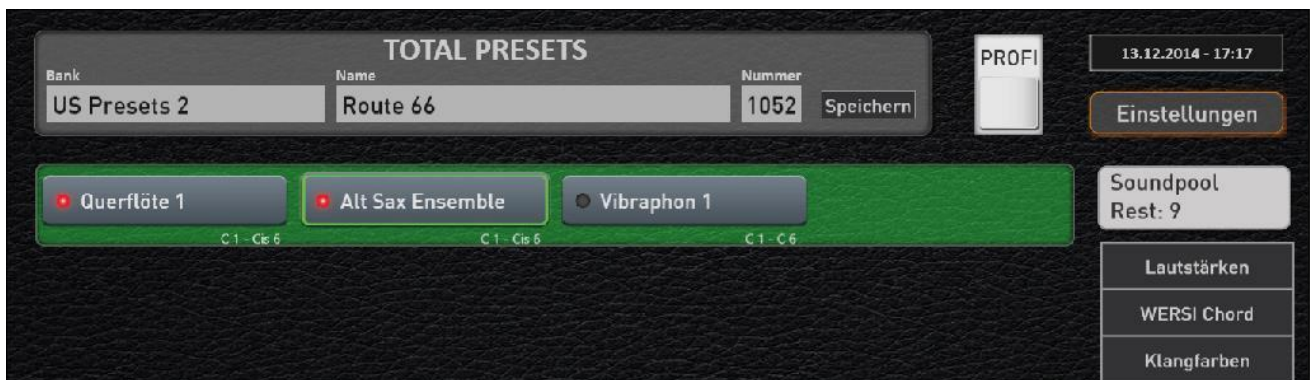 TOTAL PRESETS
Bank
Name
Nummer
US Presets 2
Route 66
1052
Speichern
PROFI
13.12.2014 - 17:17
Einstellungen
Querflöte 1
Alt Sax Ensemble
Vibraphon 1
C 1 - Cis 6
C 1 - Cis 6
C 1 - C 6
Soundpool
Rest: 9
Lautstärken
WERSI Chord
Klangfarben